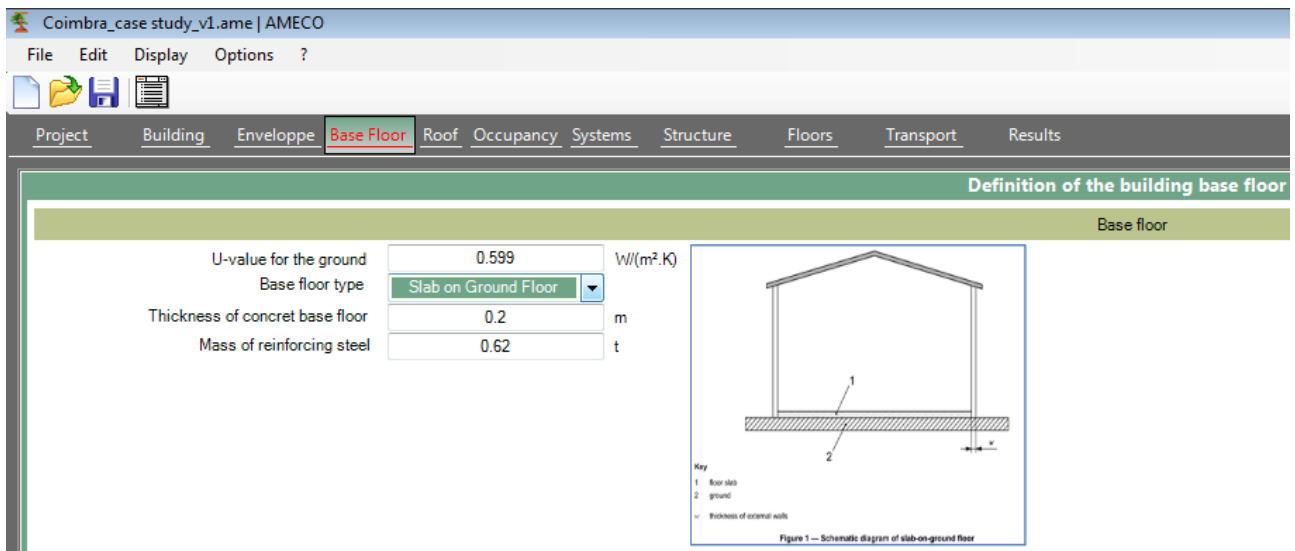 Coimbra_case study_v1.ame | AMECO
File Edit Display Options ?
Project Building Enveloppe Base Floor Roof Occupancy Systems Structure Floors Transport Results
Definition of the building base floor
Base floor
U-value for the ground 0.599 W/(m².K)
Base floor type Slab on Ground Floor
Thickness of concret base floor 0.2 m
Mass of reinforcing steel 0.62 t
1
2
w
Key
1 floor slab
2 ground
w thickness of external walls
Figure 1 — Schematic diagram of slab-on-ground floor